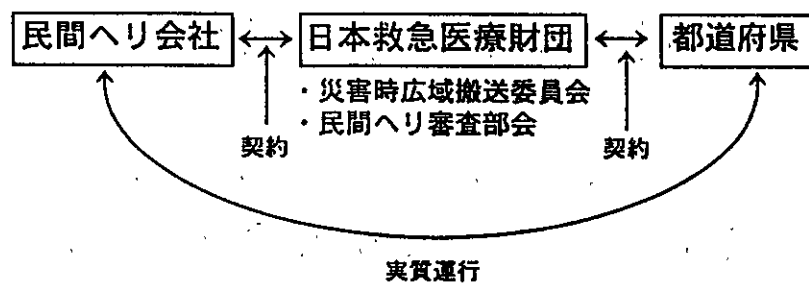 民間ヘリ会社 日本救急医療財団 都道府県
・災害時広域搬送委員会
・民間ヘリ審査部会
契約 契約
実質運行